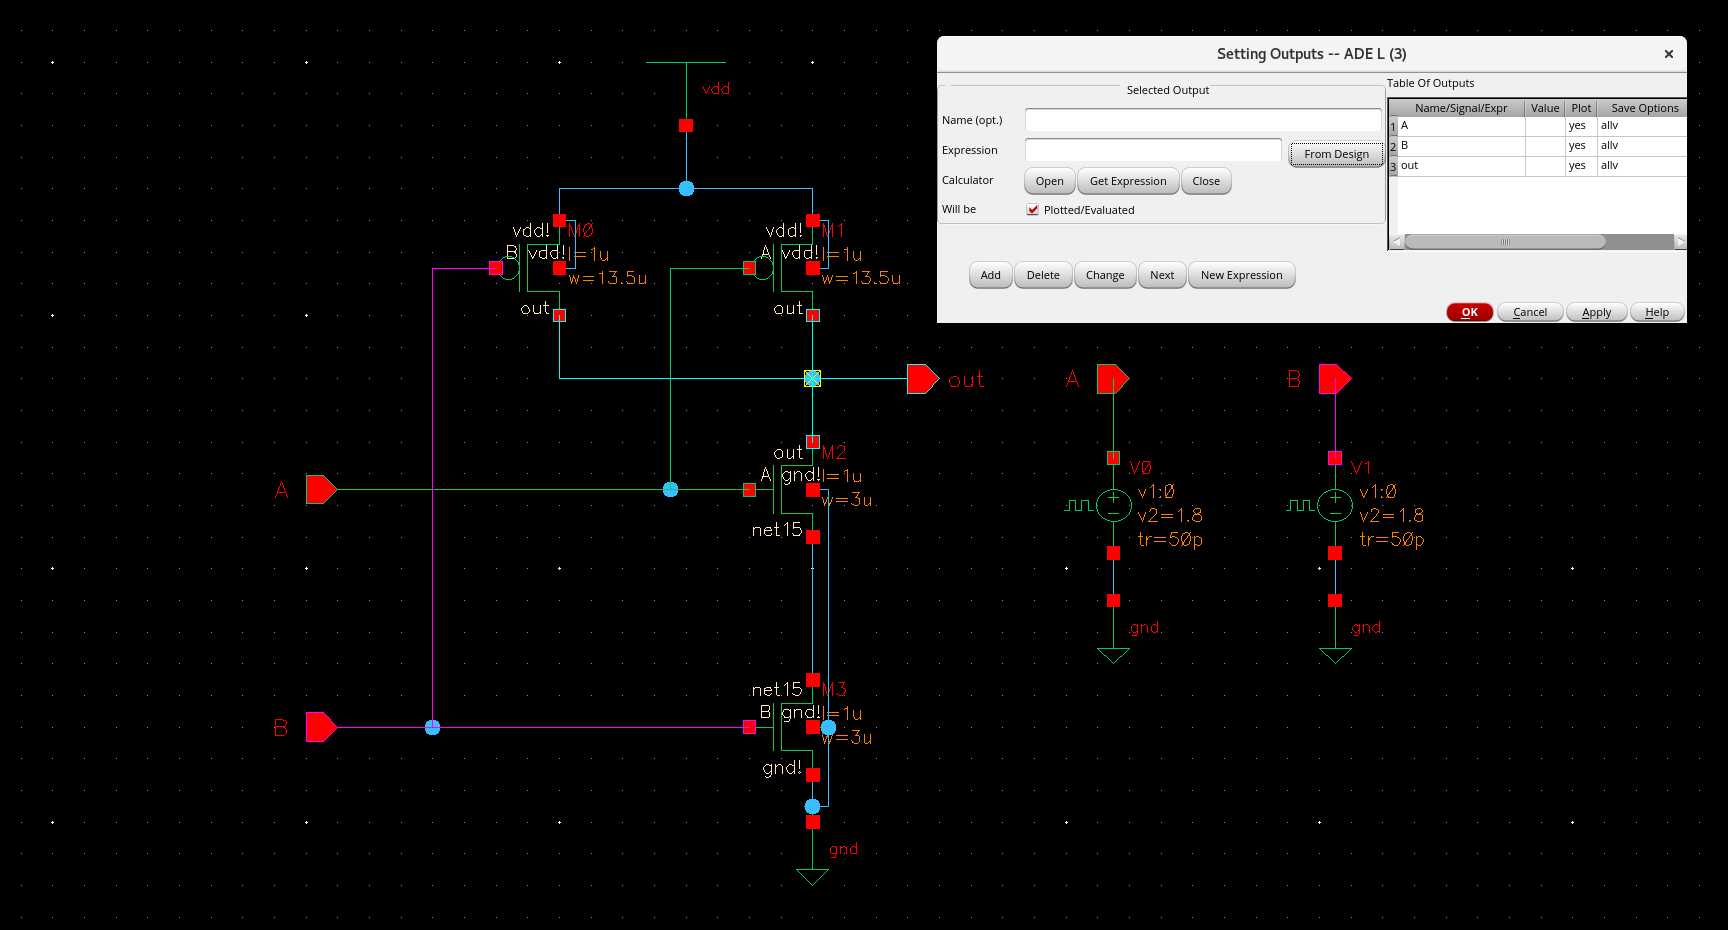 vdd
vdd!
M0
B
vdd!
l=1u
w=13.5u
out
vdd!
M1
A
vdd!
l=1u
w=13.5u
out
out
A
B
out
M2
A
gnd!
l=1u
w=3u
net15
A
net15
M3
B
gnd!
l=1u
w=3u
gnd!
B
gnd
V0
v1:0
v2=1.8
tr=50p
gnd
V1
v1:0
v2=1.8
tr=50p
gnd
Setting Outputs -- ADE L (3)
Selected Output
Name (opt.)
Expression
From Design
Calculator
Open
Get Expression
Close
Will be
Plotted/Evaluated
Table Of Outputs
Name/Signal/Expr Value Plot Save Options
1 A yes allv
2 B yes allv
3 out yes allv
Add
Delete
Change
Next
New Expression
OK
Cancel
Apply
Help